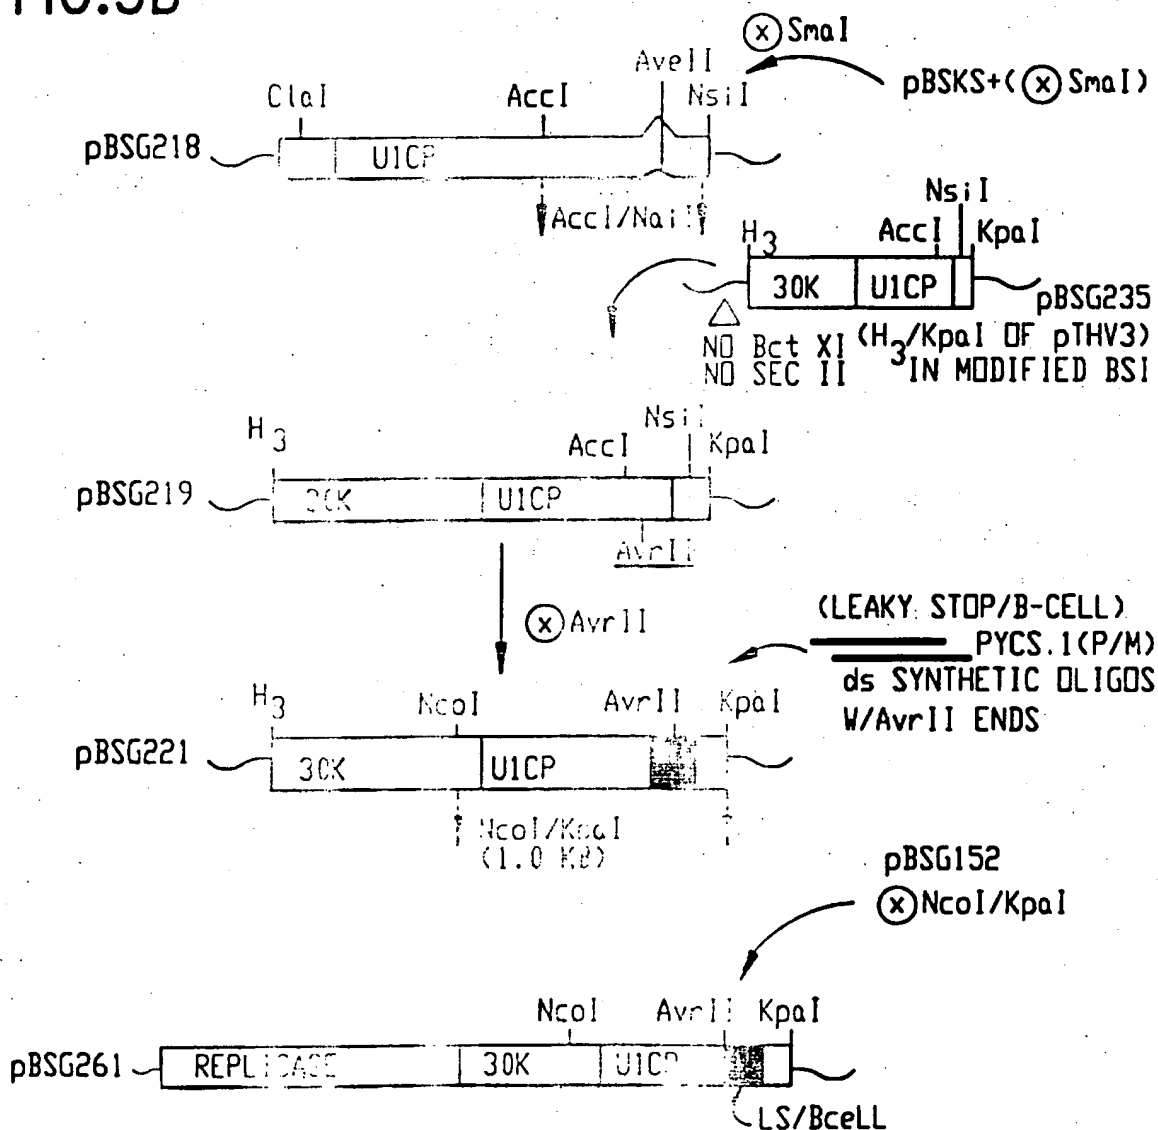 FIG.3B
ⓧ SmaI
AveII
pBSKS+(ⓧ SmaI)
ClaI
AccI
NsiI
pBSG218
U1CP
AccI/NaiI
NsiI
H3
AccI
KpaI
30K
U1CP
pBSG235
NO Bct XI
NO SEC II
(H3/KpaI OF pTHV3)
IN MODIFIED BSI
H3
NsiI
AccI
KpaI
pBSG219
30K
U1CP
AvrII
ⓧ AvrII
(LEAKY STOP/B-CELL)
PYCS.1(P/M)
ds SYNTHETIC OLIGOS
W/AvrII ENDS
H3
NcoI
AvrII
KpaI
pBSG221
30K
U1CP
NcoI/KpaI
(1.0 KB)
pBSG152
ⓧ NcoI/KpaI
NcoI
AvrII
KpaI
pBSG261
REPLICASE
30K
U1CP
LS/BceLL